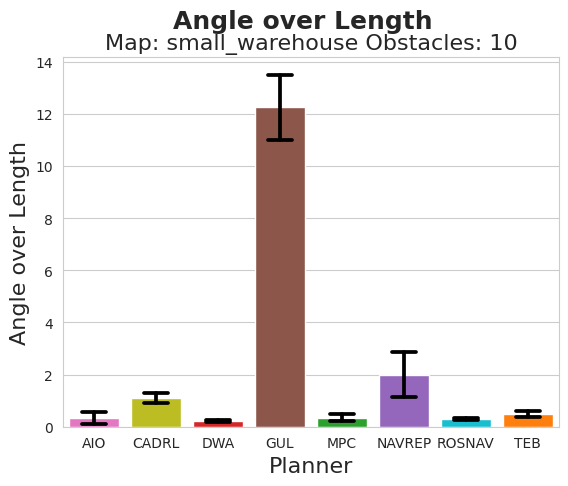 Angle over Length
Map: small_warehouse Obstacles: 10
Angle over Length
14
12
10
8
6
4
2
0
AIO CADRL DWA GUL MPC NAVREP ROSNAV TEB
Planner